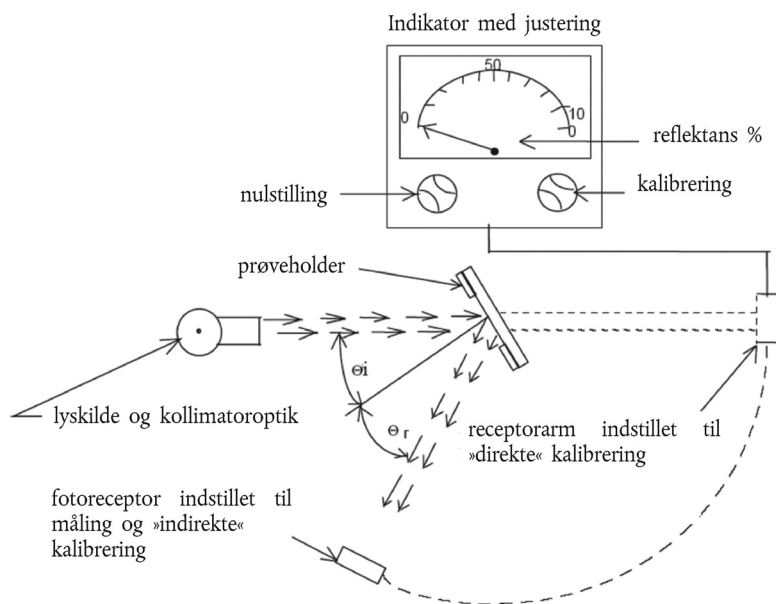 Indikator med justering
50
0
10
0
reflektans %
nulstilling
kalibrering
prøveholder
Θi
Θ r
lyskilde og kollimatoroptik
receptorarm indstillet til
»direkte« kalibrering
fotoreceptor indstillet til
måling og »indirekte«
kalibrering